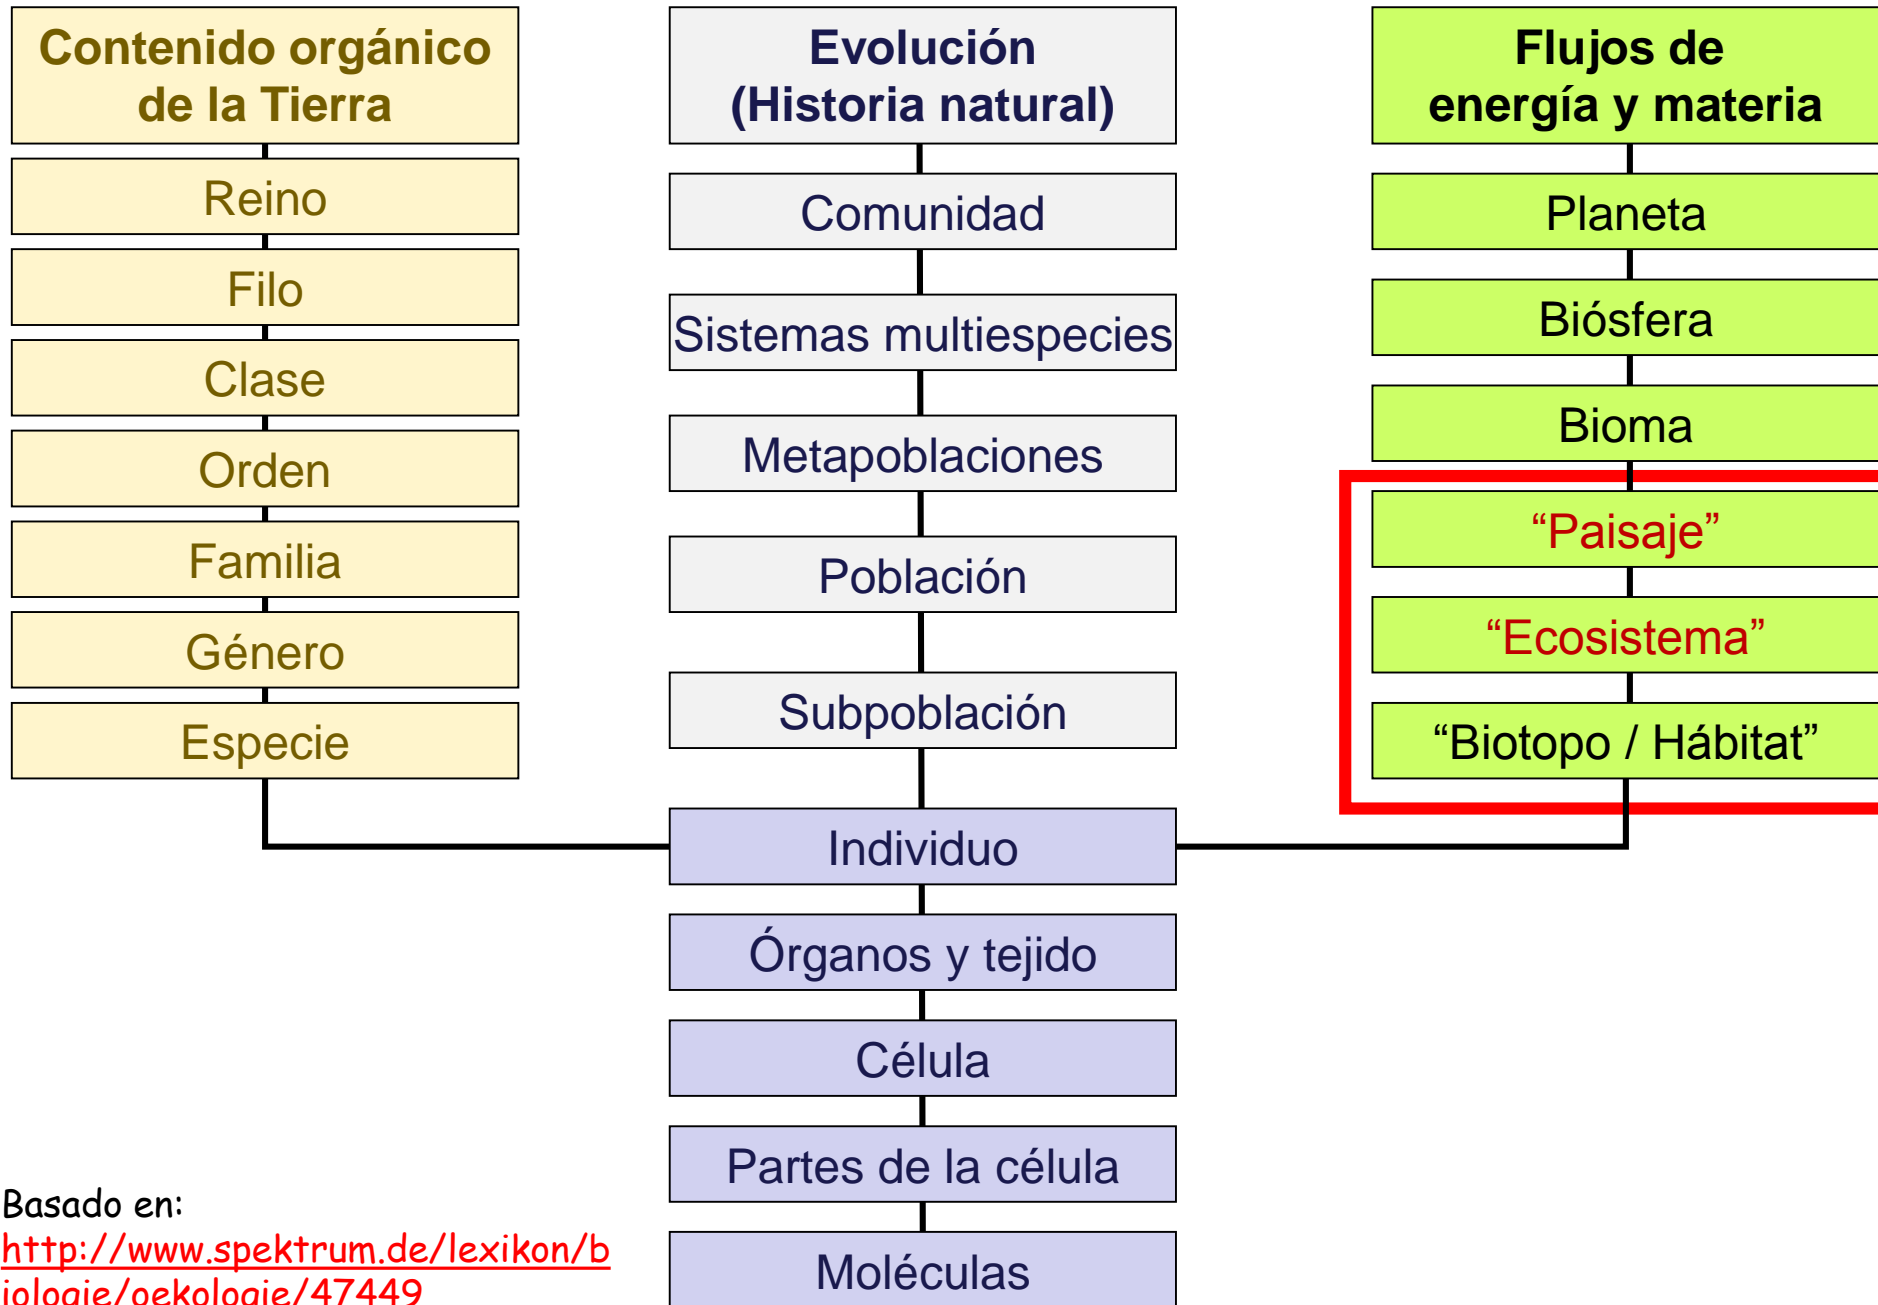 Contenido orgánico
de la Tierra
Reino
Filo
Clase
Orden
Familia
Género
Especie
Evolución
(Historia natural)
Comunidad
Sistemas multiespecies
Metapoblaciones
Población
Subpoblación
Individuo
Órganos y tejido
Célula
Partes de la célula
Moléculas
Flujos de
energía y materia
Planeta
Biósfera
Bioma
“Paisaje”
“Ecosistema”
“Biotopo / Hábitat”
Basado en:
http://www.spektrum.de/lexikon/b
iologie/oekologie/47449